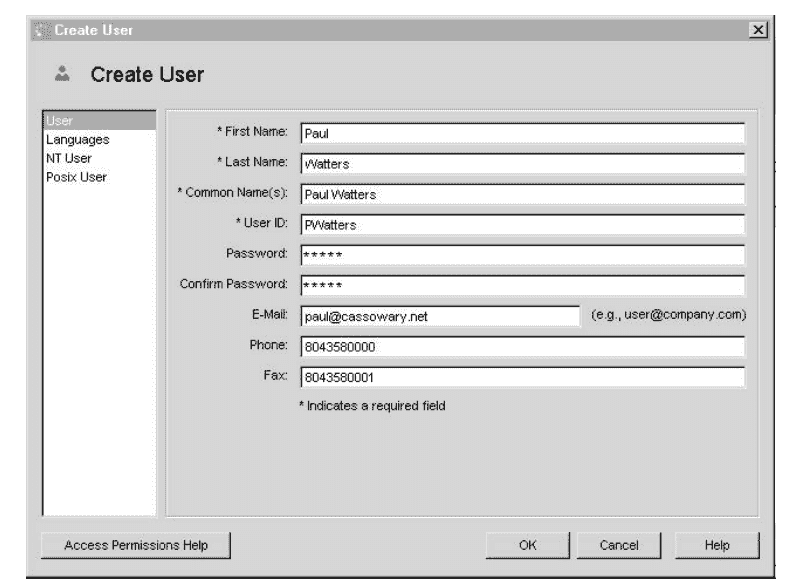 Create User
Create User
User
Languages
NT User
Posix User
* First Name: Paul
* Last Name: Watters
* Common Name(s): Paul Watters
* User ID: PWatters
Password: *****
Confirm Password: *****
E-Mail: paul@cassowary.net (e.g., user@company.com)
Phone: 8043580000
Fax: 8043580001
* Indicates a required field
Access Permissions Help OK Cancel Help